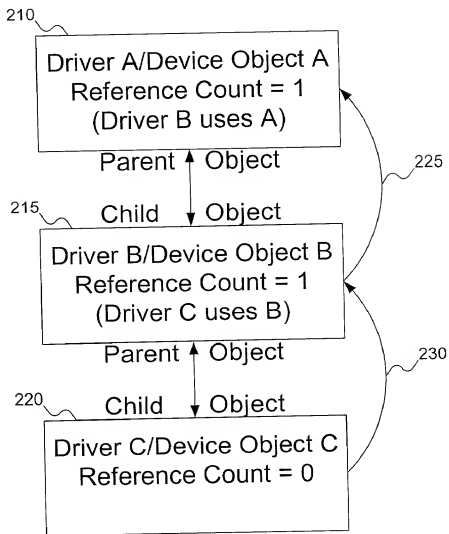 210
Driver A/Device Object A
Reference Count = 1
(Driver B uses A)
Parent Object
225
215
Child Object
Driver B/Device Object B
Reference Count = 1
(Driver C uses B)
Parent Object
230
220
Child Object
Driver C/Device Object C
Reference Count = 0